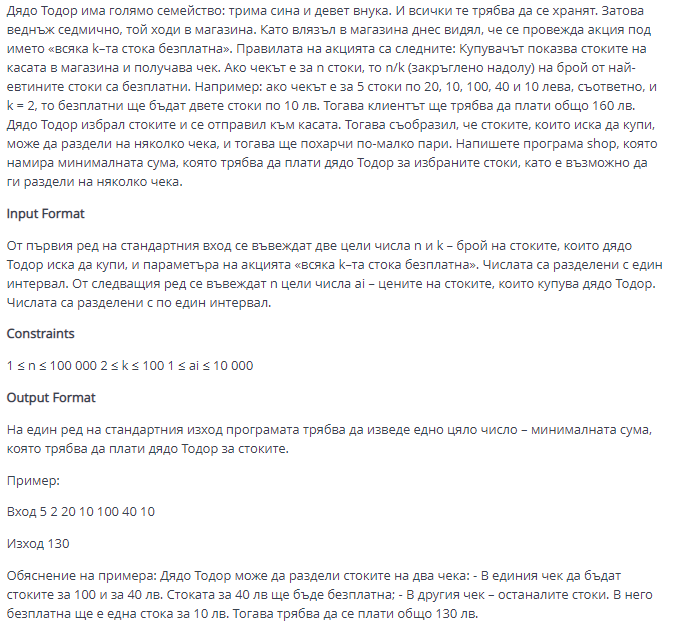 Дядо Тодор има голямо семейство: трима сина и девет внука. И всички те трябва да се хранят. Затова
веднъж седмично, той ходи в магазина. Като влязъл в магазина днес видял, че се провежда акция под
името «всяка k–та стока безплатна». Правилата на акцията са следните: Купувачът показва стоките на
касата в магазина и получава чек. Ако чекът е за n стоки, то n/k (закръглено надолу) на брой от най-
евтините стоки са безплатни. Например: ако чекът е за 5 стоки по 20, 10, 100, 40 и 10 лева, съответно, и
k = 2, то безплатни ще бъдат двете стоки по 10 лв. Тогава клиентът ще трябва да плати общо 160 лв.
Дядо Тодор избрал стоките и се отправил към касата. Тогава съобразил, че стоките, които иска да купи,
може да раздели на няколко чека, и тогава ще похарчи по-малко пари. Напишете програма shop, която
намира минималната сума, която трябва да плати дядо Тодор за избраните стоки, като е възможно да
ги раздели на няколко чека.
Input Format
От първия ред на стандартния вход се въвеждат две цели числа n и k – брой на стоките, които дядо
Тодор иска да купи, и параметъра на акцията «всяка k–та стока безплатна». Числата са разделени с един
интервал. От следващия ред се въвеждат n цели числа ai – цените на стоките, които купува дядо Тодор.
Числата са разделени с по един интервал.
Constraints
1 ≤ n ≤ 100 000 2 ≤ k ≤ 100 1 ≤ ai ≤ 10 000
Output Format
На един ред на стандартния изход програмата трябва да изведе едно цяло число – минималната сума,
която трябва да плати дядо Тодор за стоките.
Пример:
Вход 5 2 20 10 100 40 10
Изход 130
Обяснение на примера: Дядо Тодор може да раздели стоките на два чека: - В единия чек да бъдат
стоките за 100 и за 40 лв. Стоката за 40 лв ще бъде безплатна; - В другия чек – останалите стоки. В него
безплатна ще е една стока за 10 лв. Тогава трябва да се плати общо 130 лв.